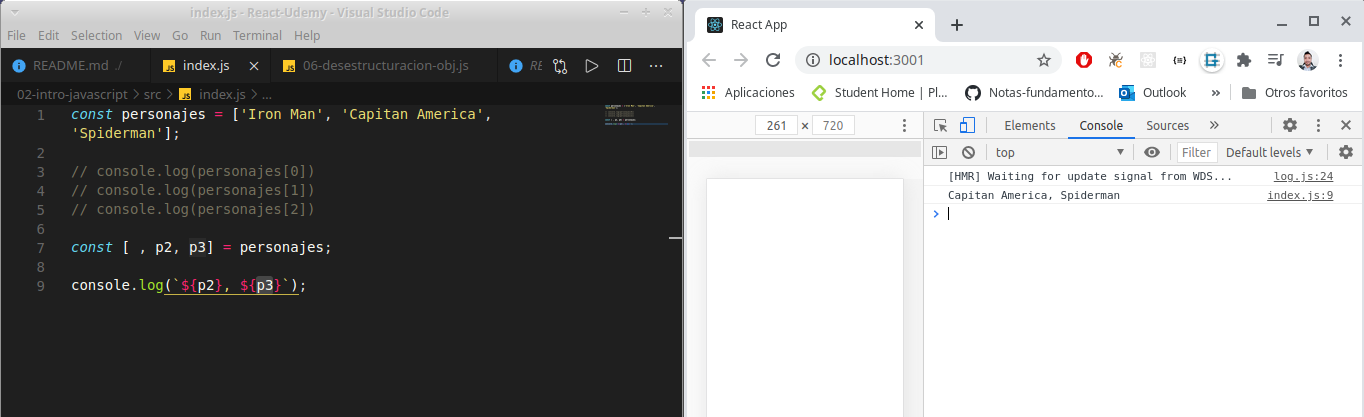 index.js - React-Udemy - Visual Studio Code
File Edit Selection View Go Run Terminal Help
README.md ./ index.js 06-desestructuracion-obj.js RE
02-intro-javascript > src > index.js > ...
1 const personajes = ['Iron Man', 'Capitan America',
'Spiderman'];
2
3 // console.log(personajes[0])
4 // console.log(personajes[1])
5 // console.log(personajes[2])
6
7 const [ , p2, p3] = personajes;
8
9 console.log(`${p2}, ${p3}`);
React App
localhost:3001
Aplicaciones Student Home | Pl... Notas-fundamento... Outlook » Otros favoritos
261 × 720
Elements Console Sources »
top Filter Default levels
[HMR] Waiting for update signal from WDS... log.js:24
Capitan America, Spiderman index.js:9
>